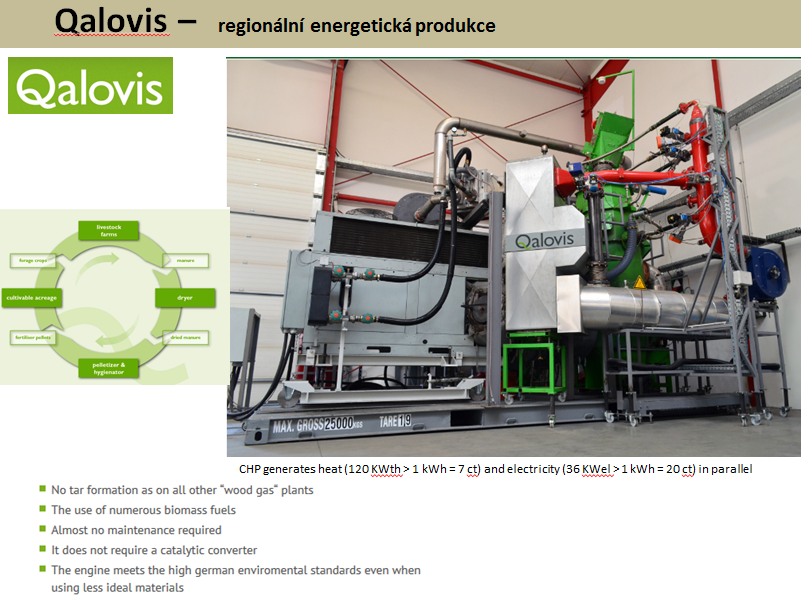 Qalovis – regionální energetická produkce
Qalovis
livestock
farms
forage crops
manure
cultivable acreage
dryer
fertiliser pellets
dried manure
pelletizer &
hygienator
Qalovis
MAX. GROSS 25000 KGS TARE 19
CHP generates heat (120 KWth > 1 kWh = 7 ct) and electricity (36 KWel > 1 kWh = 20 ct) in parallel
No tar formation as on all other "wood gas" plants
The use of numerous biomass fuels
Almost no maintenance required
It does not require a catalytic converter
The engine meets the high german enviromental standards even when
using less ideal materials